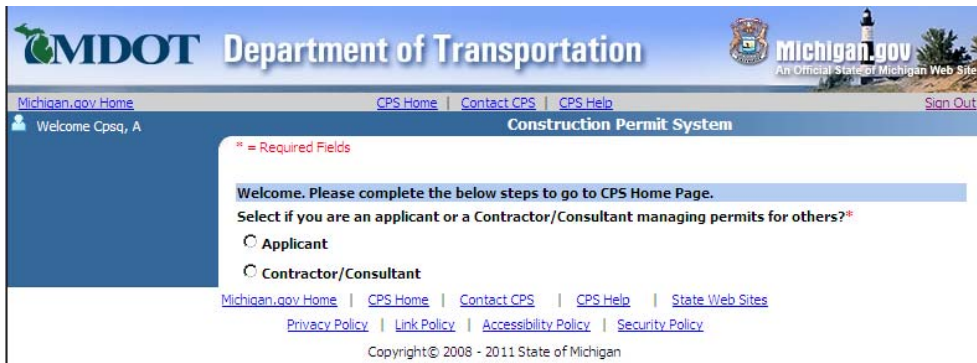 MDOT Department of Transportation
Michigan.gov
An Official State of Michigan Web Site
Michigan.gov Home CPS Home | Contact CPS | CPS Help Sign Out
Welcome Cpsq, A Construction Permit System
* = Required Fields
Welcome. Please complete the below steps to go to CPS Home Page.
Select if you are an applicant or a Contractor/Consultant managing permits for others?*
Applicant
Contractor/Consultant
Michigan.gov Home | CPS Home | Contact CPS | CPS Help | State Web Sites
Privacy Policy | Link Policy | Accessibility Policy | Security Policy
Copyright© 2008 - 2011 State of Michigan